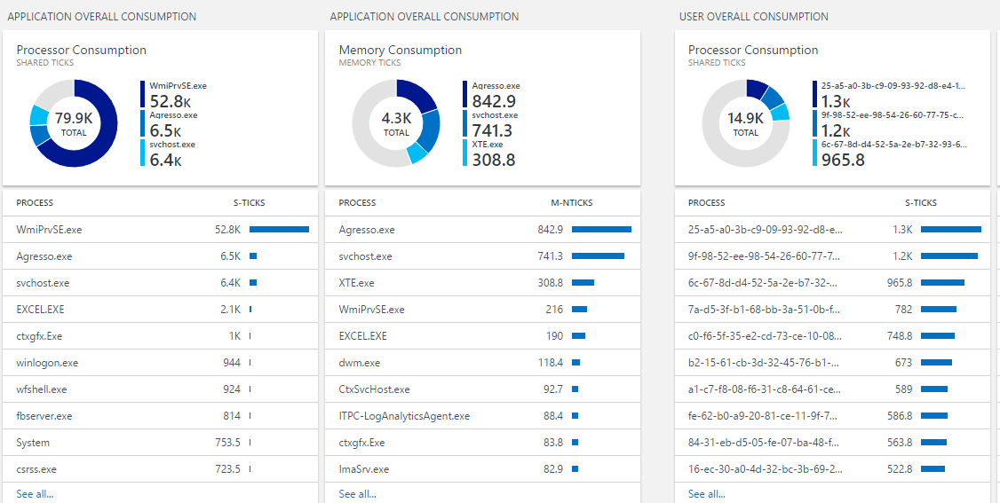 APPLICATION OVERALL CONSUMPTION
Processor Consumption
SHARED TICKS
79.9K
TOTAL
WmiPrvSE.exe
52.8K
Agresso.exe
6.5K
svchost.exe
6.4K
PROCESS S-TICKS
WmiPrvSE.exe 52.8K
Agresso.exe 6.5K
svchost.exe 6.4K
EXCEL.EXE 2.1K
ctxgfx.Exe 1K
winlogon.exe 944
wfshell.exe 924
fbserver.exe 814
System 753.5
csrss.exe 723.5
See all...
APPLICATION OVERALL CONSUMPTION
Memory Consumption
MEMORY TICKS
4.3K
TOTAL
Agresso.exe
842.9
svchost.exe
741.3
XTE.exe
308.8
PROCESS M-NTICKS
Agresso.exe 842.9
svchost.exe 741.3
XTE.exe 308.8
WmiPrvSE.exe 216
EXCEL.EXE 190
dwm.exe 118.4
CtxSvcHost.exe 92.7
ITPC-LogAnalyticsAgent.exe 88.4
ctxgfx.Exe 83.8
ImaSrv.exe 82.9
See all...
USER OVERALL CONSUMPTION
Processor Consumption
SHARED TICKS
14.9K
TOTAL
25-a5-a0-3b-c9-09-93-92-d8-e4-1...
1.3K
9f-98-52-ee-98-54-26-60-77-75-c...
1.2K
6c-67-8d-d4-52-5a-2e-b7-32-93-6...
965.8
PROCESS S-TICKS
25-a5-a0-3b-c9-09-93-92-d8-e... 1.3K
9f-98-52-ee-98-54-26-60-77-7... 1.2K
6c-67-8d-d4-52-5a-2e-b7-32-... 965.8
7a-d5-3f-b1-68-bb-3a-51-0b-f... 782
c0-f6-5f-35-e2-cd-73-ce-10-08... 748.8
b2-15-61-cb-3d-32-45-76-b1-... 673
a1-c7-f8-08-f6-31-c8-64-61-ce... 589
fe-62-b0-a9-20-81-ce-11-9f-7... 586.8
84-31-eb-d5-05-fe-07-ba-48-f... 563.8
16-ec-30-a0-4d-32-bc-3b-69-2... 522.8
See all...